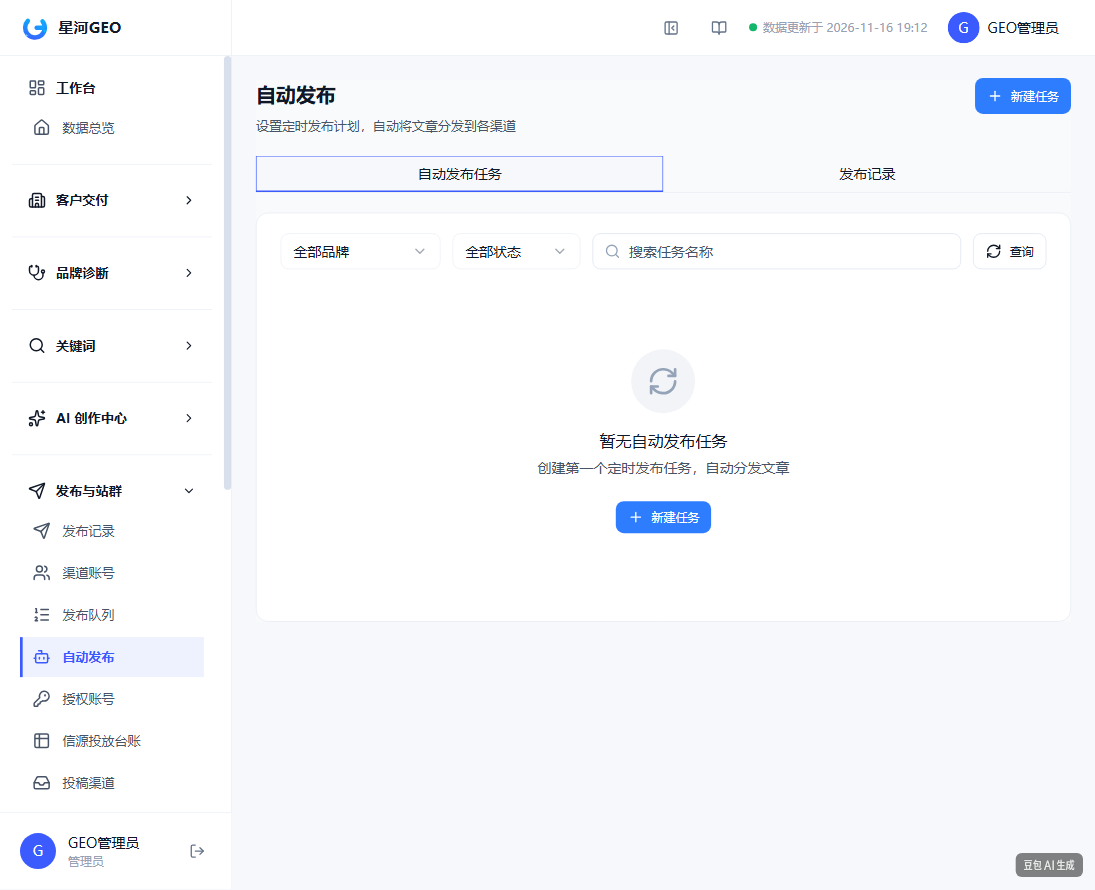 星河GEO
数据更新于 2026-11-16 19:12
G
GEO管理员
工作台
数据总览
客户交付
品牌诊断
关键词
AI 创作中心
发布与站群
发布记录
渠道账号
发布队列
自动发布
授权账号
信源投放台账
投稿渠道
G
GEO管理员
管理员
自动发布
新建任务
设置定时发布计划，自动将文章分发到各渠道
自动发布任务
发布记录
全部品牌
全部状态
搜索任务名称
查询
暂无自动发布任务
创建第一个定时发布任务，自动分发文章
新建任务
豆包 AI 生成